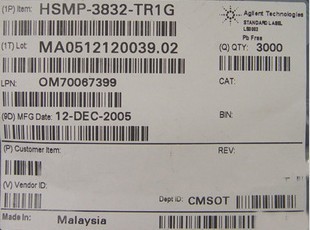 (1P) Item: HSMP-3832-TR1G
Agilent Technologies
STANDARD LABEL
Pb Free
(1T) Lot: MA0512120039.02
(Q) QTY: 3000
LPN: OM70067399
CAT:
(9D) MFG Date: 12-DEC-2005
BIN:
(P) Customer Item:
REV:
(V) Vendor ID:
Dept ID: CMSOT
Made In: Malaysia